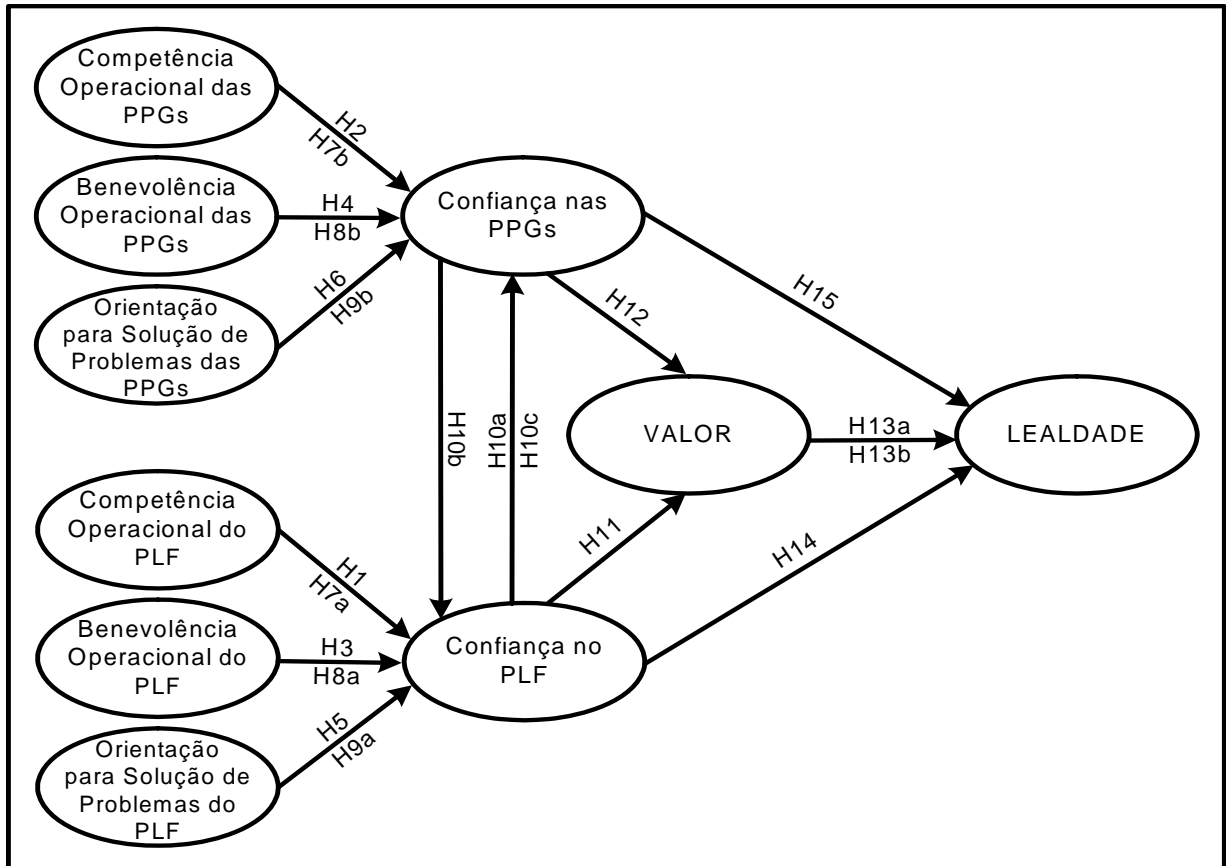 Competência
Operacional das
PPGs
H2
H7b
Benevolência
Operacional das
PPGs
H4
H8b
Orientação
para Solução de
Problemas das
PPGs
H6
H9b
Confiança nas
PPGs
H15
H12
H10b
H10a
H10c
VALOR
H13a
H13b
LEALDADE
Competência
Operacional do
PLF
H1
H7a
Benevolência
Operacional do
PLF
H3
H8a
Orientação
para Solução de
Problemas do
PLF
H5
H9a
Confiança no
PLF
H11
H14